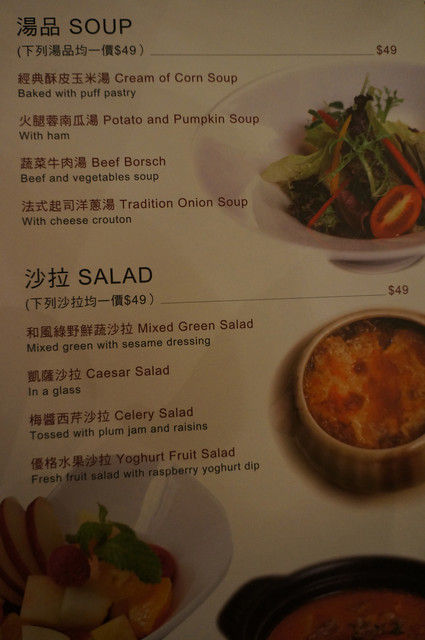 湯品 SOUP
(下列湯品均一價$49) $49
經典酥皮玉米湯 Cream of Corn Soup
Baked with puff pastry
火腿蓉南瓜湯 Potato and Pumpkin Soup
With ham
蔬菜牛肉湯 Beef Borsch
Beef and vegetables soup
法式起司洋蔥湯 Tradition Onion Soup
With cheese crouton
沙拉 SALAD
(下列沙拉均一價$49) $49
和風綠野鮮蔬沙拉 Mixed Green Salad
Mixed green with sesame dressing
凱薩沙拉 Caesar Salad
In a glass
梅醬西芹沙拉 Celery Salad
Tossed with plum jam and raisins
優格水果沙拉 Yoghurt Fruit Salad
Fresh fruit salad with raspberry yoghurt dip